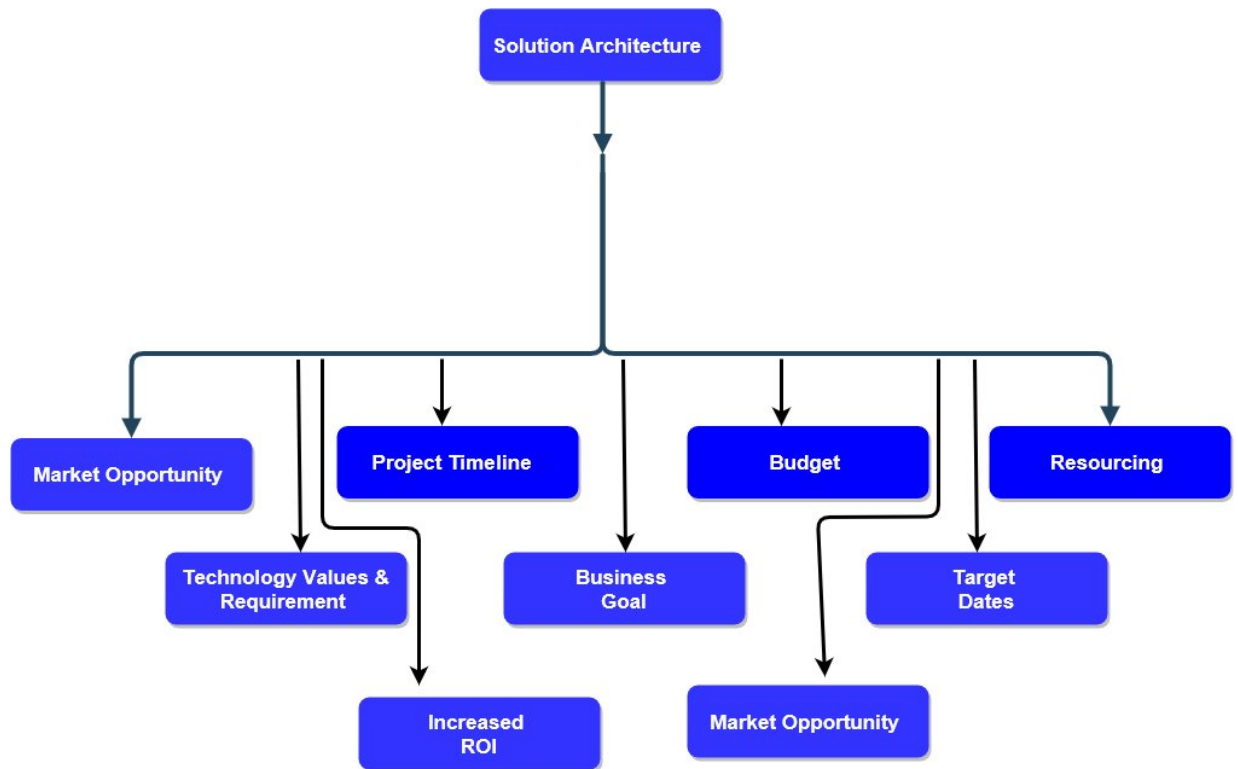 Solution Architecture
Market Opportunity
Project Timeline
Budget
Resourcing
Technology Values &
Requirement
Business
Goal
Target
Dates
Increased
ROI
Market Opportunity